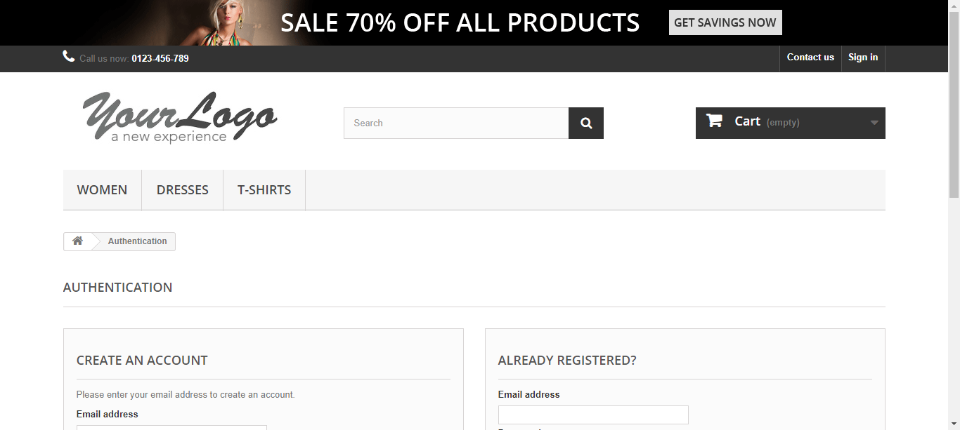 SALE 70% OFF ALL PRODUCTS GET SAVINGS NOW
Call us now: 0123-456-789 Contact us Sign in
YourLogo
a new experience
Search
Cart (empty)
WOMEN DRESSES T-SHIRTS
Authentication
AUTHENTICATION
CREATE AN ACCOUNT
Please enter your email address to create an account.
Email address
ALREADY REGISTERED?
Email address